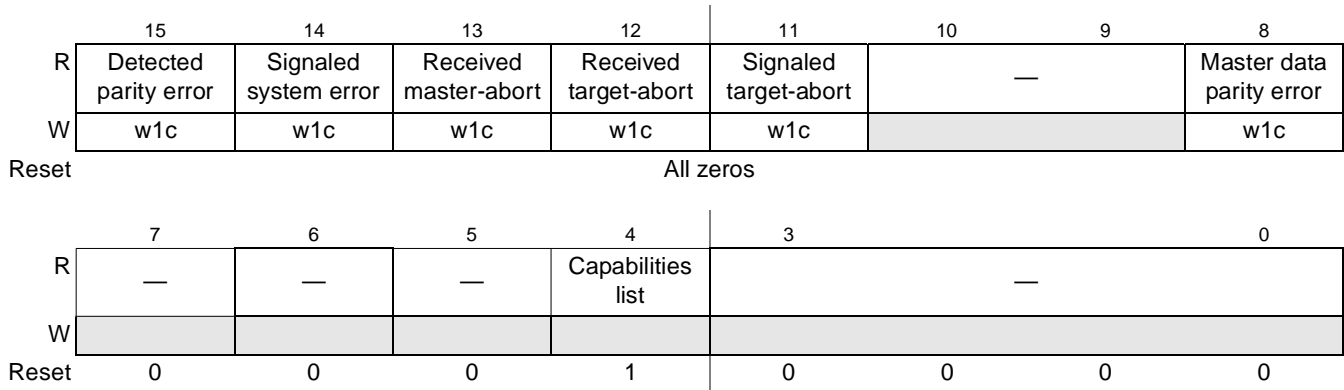 15 14 13 12 11 10 9 8
R Detected Signaled Received Received Signaled — Master data
parity error system error master-abort target-abort target-abort parity error
W w1c w1c w1c w1c w1c w1c
Reset All zeros
7 6 5 4 3 0
R — — — Capabilities —
list
W
Reset 0 0 0 1 0 0 0 0